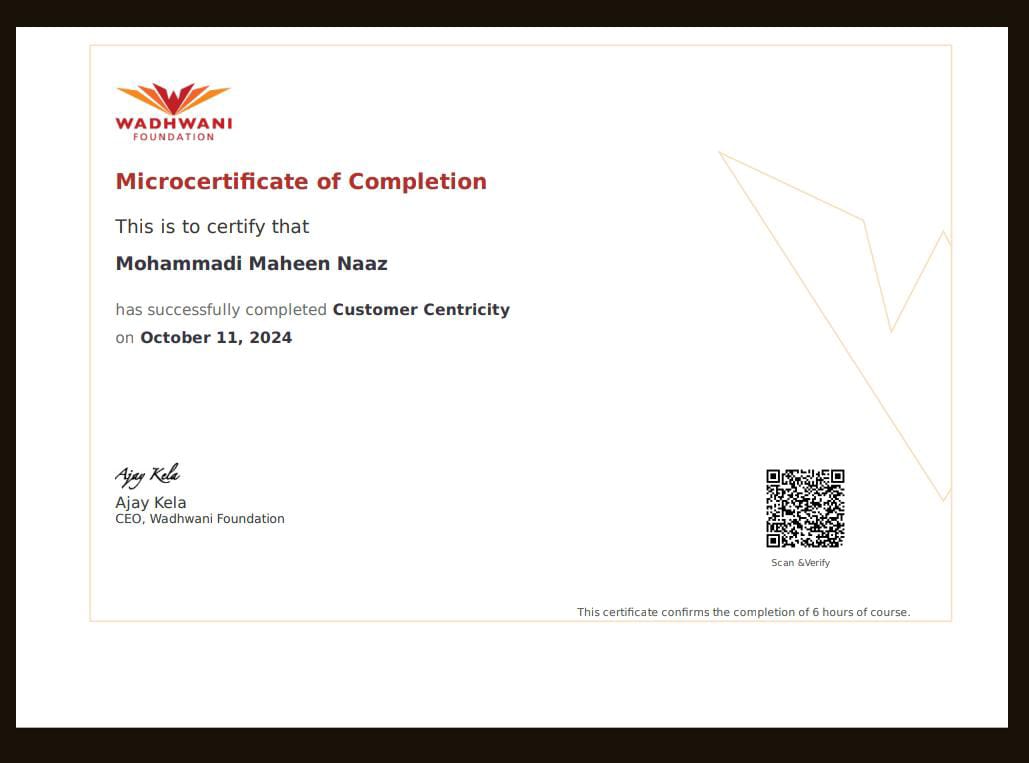 WADHWANI
FOUNDATION
Microcertificate of Completion
This is to certify that
Mohammadi Maheen Naaz
has successfully completed Customer Centricity
on October 11, 2024
Ajay Kela
Ajay Kela
CEO, Wadhwani Foundation
Scan &Verify
This certificate confirms the completion of 6 hours of course.